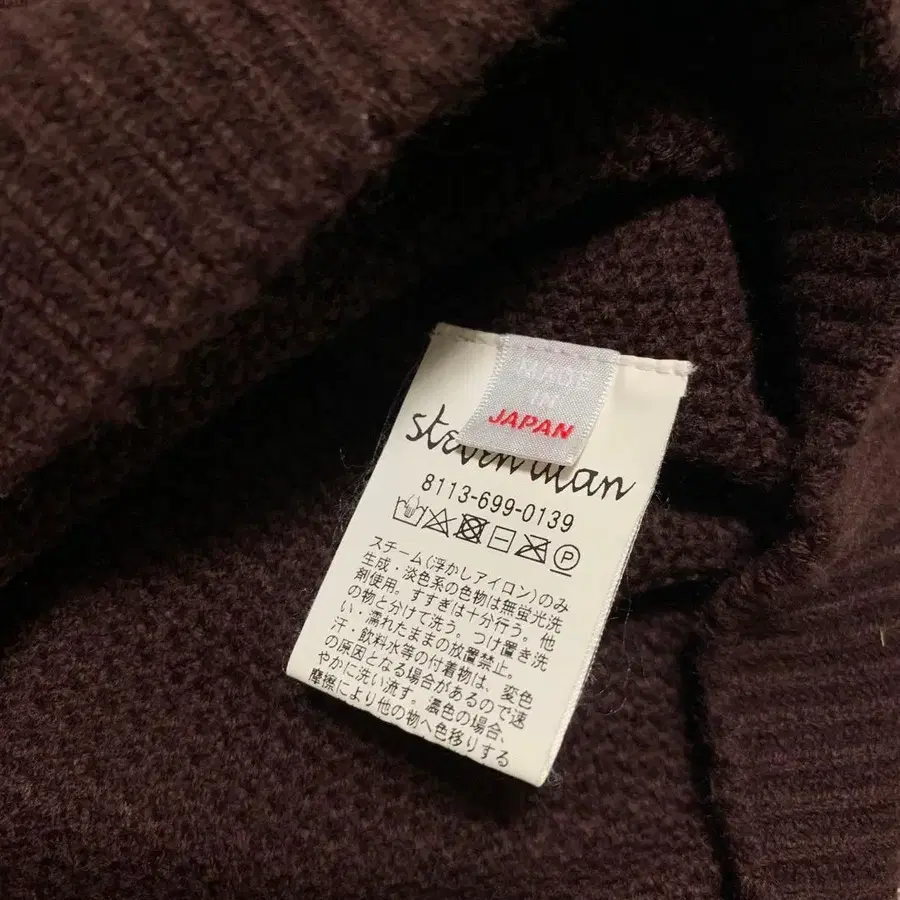 MADE
IN
JAPAN
steven alan
8113-699-0139
P
スチーム(浮かしアイロン)のみ
生成・淡色系の色物は無蛍光洗
剤使用。すすぎは十分行う。他
の物と分けて洗う。つけ置き洗
い・濡れたままの放置禁止。
汗・飲料水等の付着物は、変色
の原因となる場合があるので速
やかに洗い流す。濃色の場合、
摩擦により他の物へ色移りする